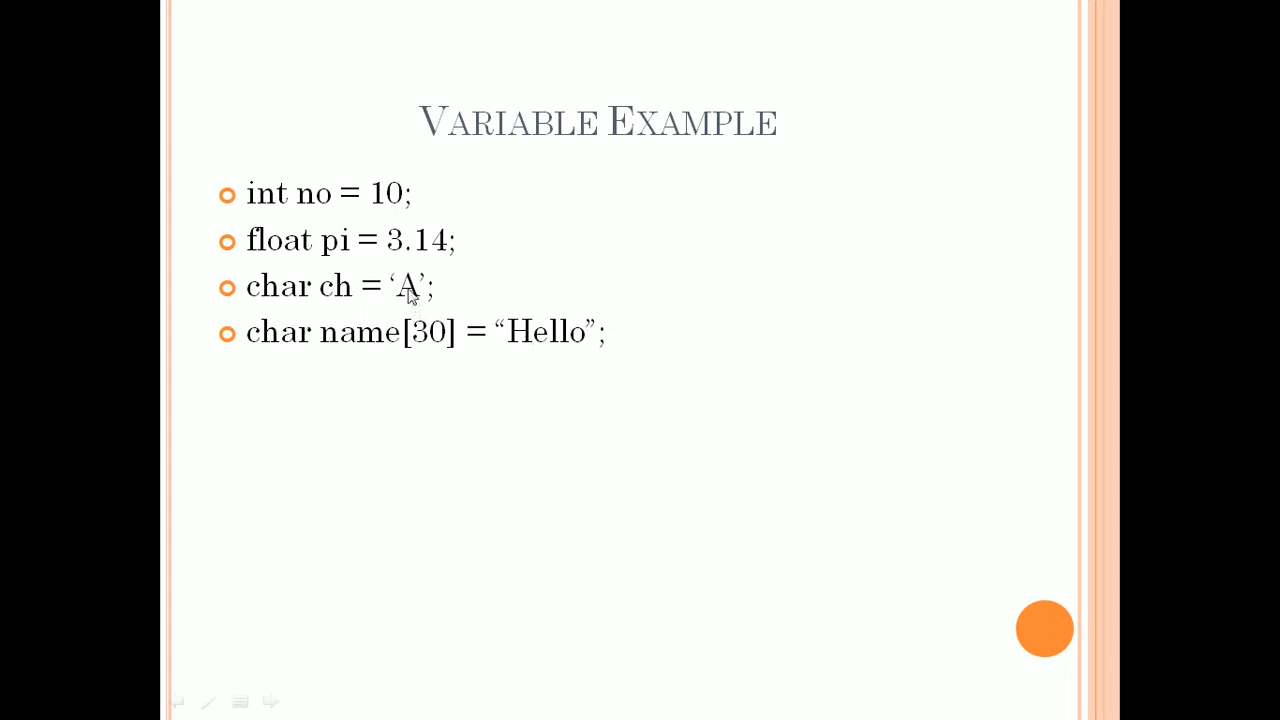 VARIABLE EXAMPLE
int no = 10;
float pi = 3.14;
char ch = ‘A’;
char name[30] = “Hello”;